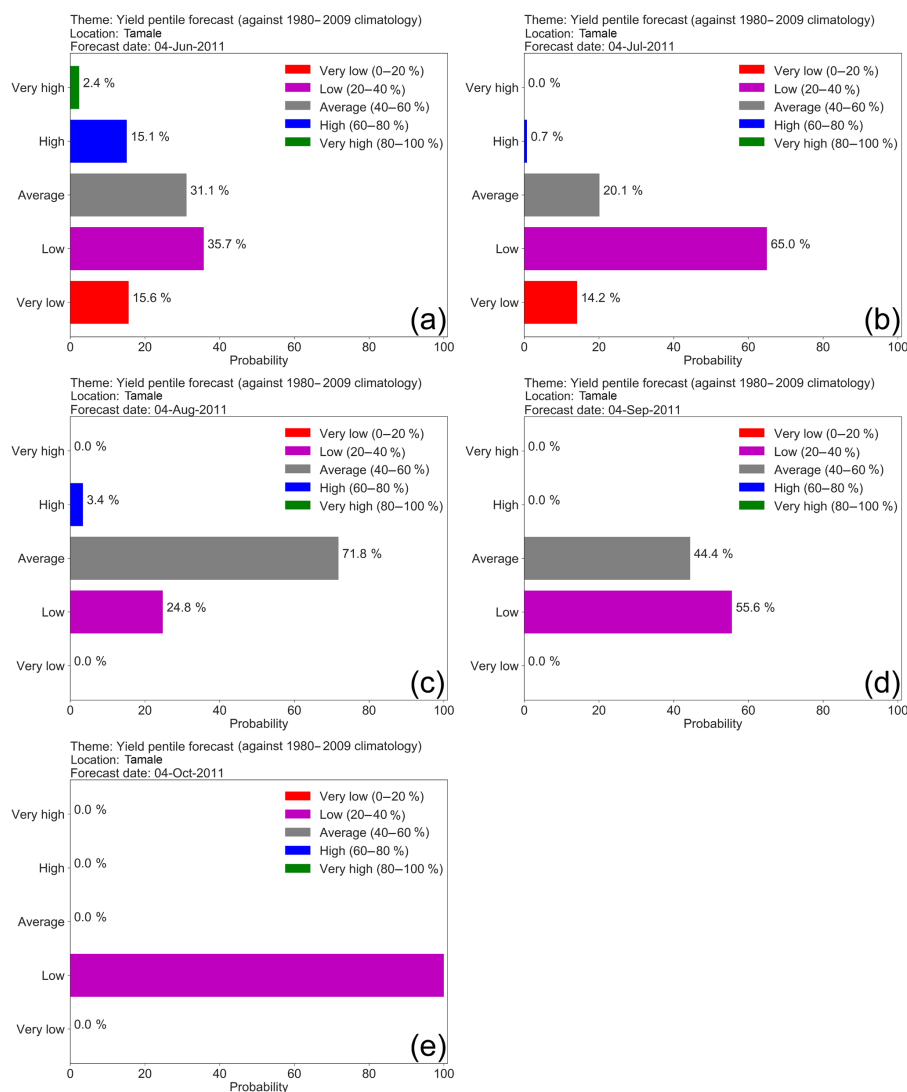 Theme: Yield pentile forecast (against 1980–2009 climatology)
Location: Tamale
Forecast date: 04-Jun-2011
Very high
2.4 %
High
15.1 %
Average
31.1 %
Low
35.7 %
Very low
15.6 %
Very low (0–20 %)
Low (20–40 %)
Average (40–60 %)
High (60–80 %)
Very high (80–100 %)
(a)
0 20 40 60 80 100
Probability
Theme: Yield pentile forecast (against 1980–2009 climatology)
Location: Tamale
Forecast date: 04-Jul-2011
Very high
0.0 %
High
0.7 %
Average
20.1 %
Low
65.0 %
Very low
14.2 %
Very low (0–20 %)
Low (20–40 %)
Average (40–60 %)
High (60–80 %)
Very high (80–100 %)
(b)
0 20 40 60 80 100
Probability
Theme: Yield pentile forecast (against 1980–2009 climatology)
Location: Tamale
Forecast date: 04-Aug-2011
Very high
0.0 %
High
3.4 %
Average
71.8 %
Low
24.8 %
Very low
0.0 %
Very low (0–20 %)
Low (20–40 %)
Average (40–60 %)
High (60–80 %)
Very high (80–100 %)
(c)
0 20 40 60 80 100
Probability
Theme: Yield pentile forecast (against 1980–2009 climatology)
Location: Tamale
Forecast date: 04-Sep-2011
Very high
0.0 %
High
0.0 %
Average
44.4 %
Low
55.6 %
Very low
0.0 %
Very low (0–20 %)
Low (20–40 %)
Average (40–60 %)
High (60–80 %)
Very high (80–100 %)
(d)
0 20 40 60 80 100
Probability
Theme: Yield pentile forecast (against 1980–2009 climatology)
Location: Tamale
Forecast date: 04-Oct-2011
Very high
0.0 %
High
0.0 %
Average
0.0 %
Low
Very low
0.0 %
Very low (0–20 %)
Low (20–40 %)
Average (40–60 %)
High (60–80 %)
Very high (80–100 %)
(e)
0 20 40 60 80 100
Probability